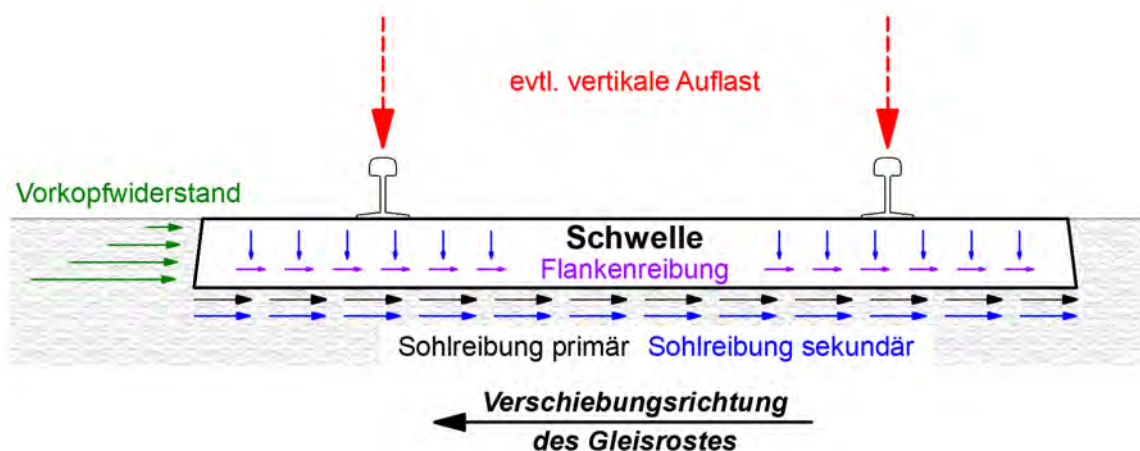 evtl. vertikale Auflast
Vorkopfwiderstand
Schwelle
Flankenreibung
Sohlreibung primär Sohlreibung sekundär
Verschiebungsrichtung
des Gleisrostes